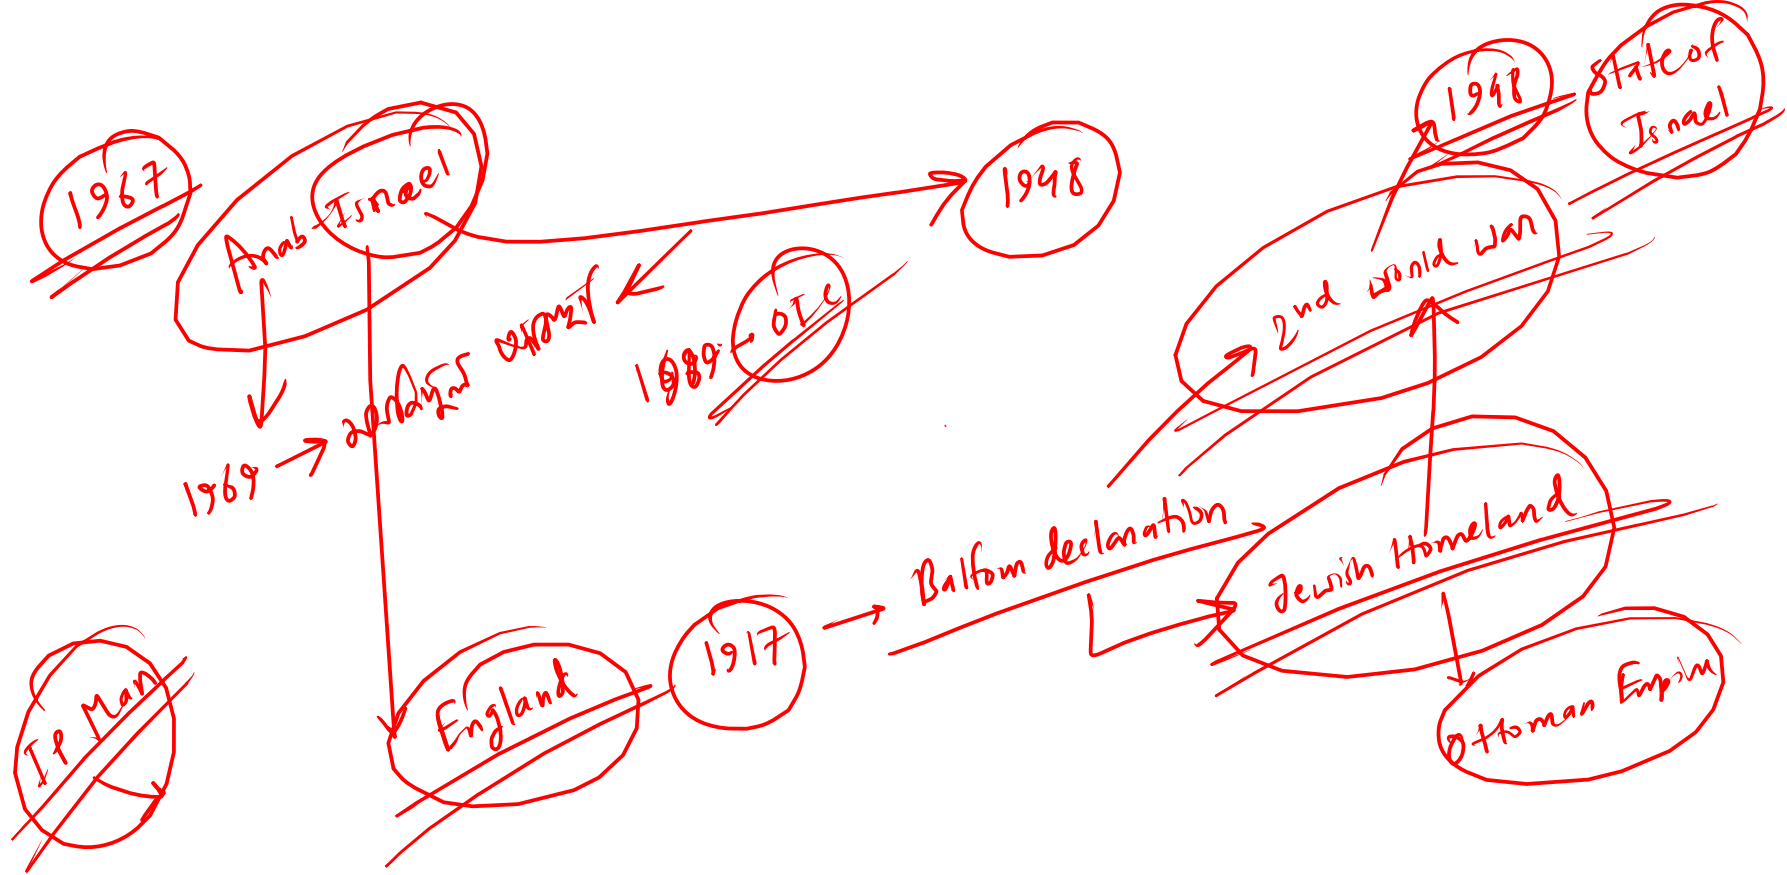 1967
Arab-Israel
1948
1948
State of
Israel
2nd world war
OIC
1969
Balfour declaration
Jewish Homeland
1917
England
Ottoman Empire
IP Man